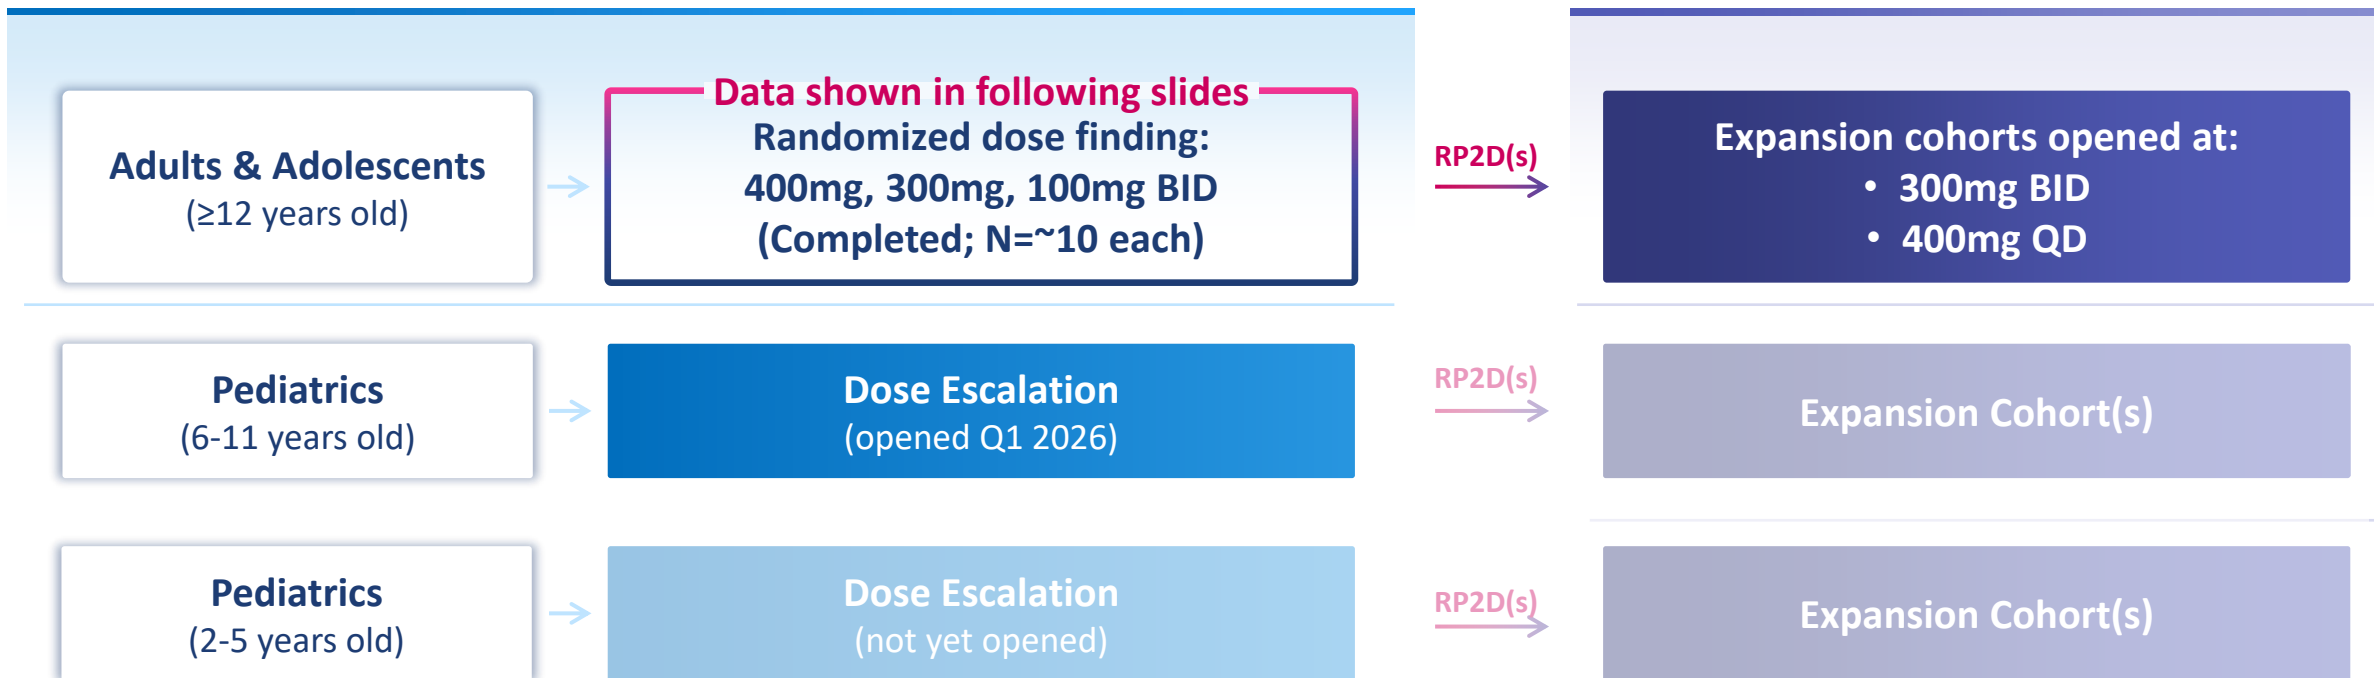 Adults & Adolescents
(≥12 years old)
Data shown in following slides
Randomized dose finding:
400mg, 300mg, 100mg BID
(Completed; N=~10 each)
RP2D(s)
Expansion cohorts opened at:
• 300mg BID
• 400mg QD
Pediatrics
(6-11 years old)
Dose Escalation
(opened Q1 2026)
RP2D(s)
Expansion Cohort(s)
Pediatrics
(2-5 years old)
Dose Escalation
(not yet opened)
RP2D(s)
Expansion Cohort(s)